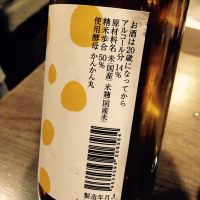 お酒は20歳になってから
アルコール分 14%
原材料名 米(国産) 米麹(国産米)
精米歩合 50%
使用酵母 かんかん丸
製造年月